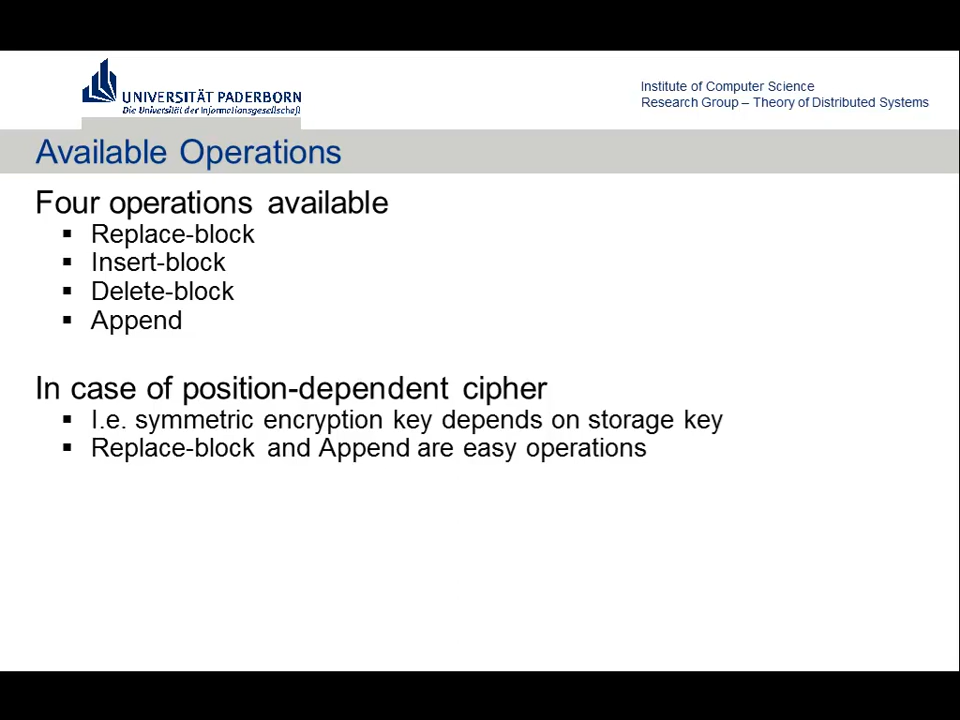 UNIVERSITÄT PADERBORN
Die Universität der Informationsgesellschaft
Institute of Computer Science
Research Group – Theory of Distributed Systems
Available Operations
Four operations available
▪ Replace-block
▪ Insert-block
▪ Delete-block
▪ Append
In case of position-dependent cipher
▪ I.e. symmetric encryption key depends on storage key
▪ Replace-block and Append are easy operations